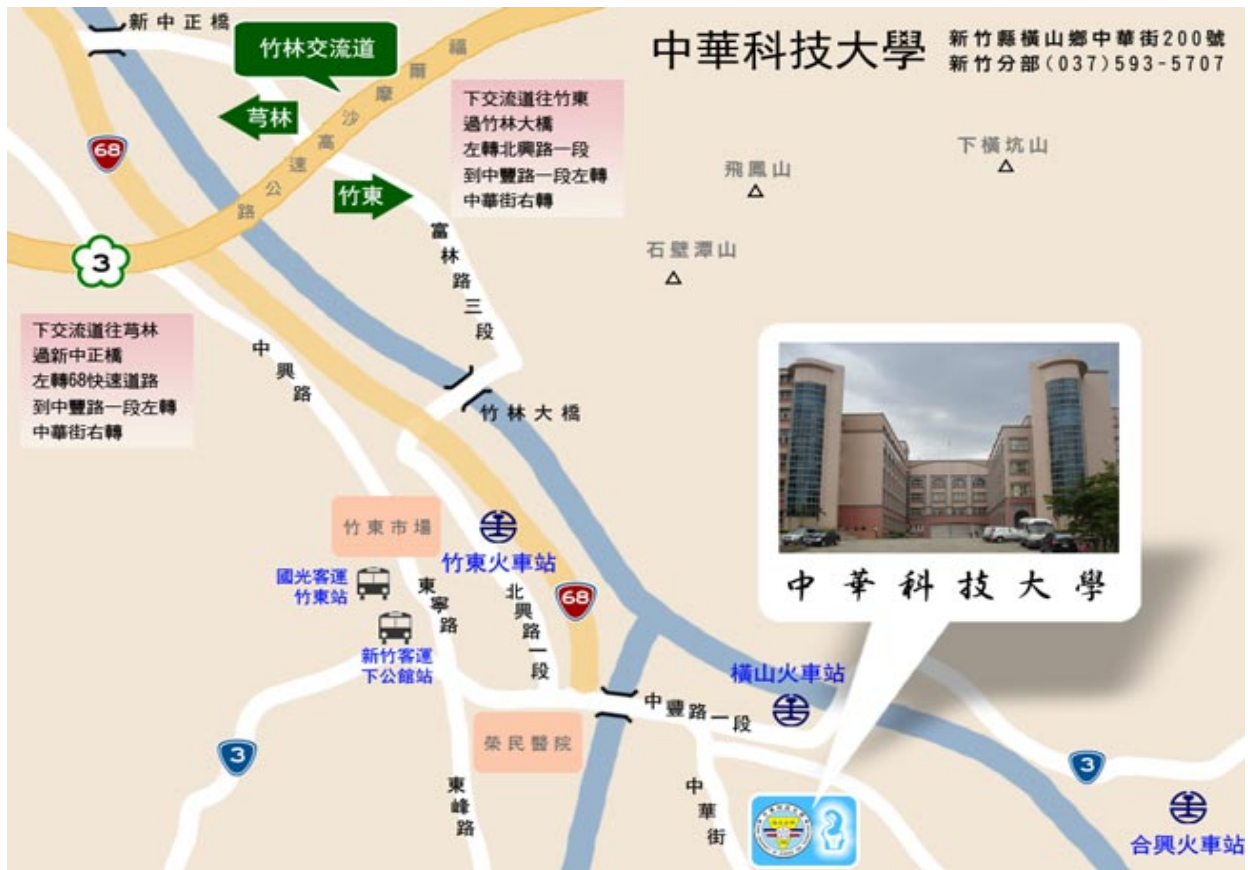 新中正橋
竹林交流道
福爾摩沙高速公路
中華科技大學
新竹縣橫山鄉中華街200號
新竹分部(037)593-5707
芎林
68
下交流道往竹東
過竹林大橋
左轉北興路一段
到中豐路一段左轉
中華街右轉
下橫坑山
飛鳳山
竹東
石壁潭山
富林路三段
3
下交流道往芎林
過新中正橋
左轉68快速道路
到中豐路一段左轉
中華街右轉
中興路
竹林大橋
竹東市場
竹東火車站
國光客運
竹東站
東寧路
北興路一段
68
中華科技大學
新竹客運
下公館站
橫山火車站
中豐路一段
榮民醫院
3
3
東峰路
中華街
合興火車站